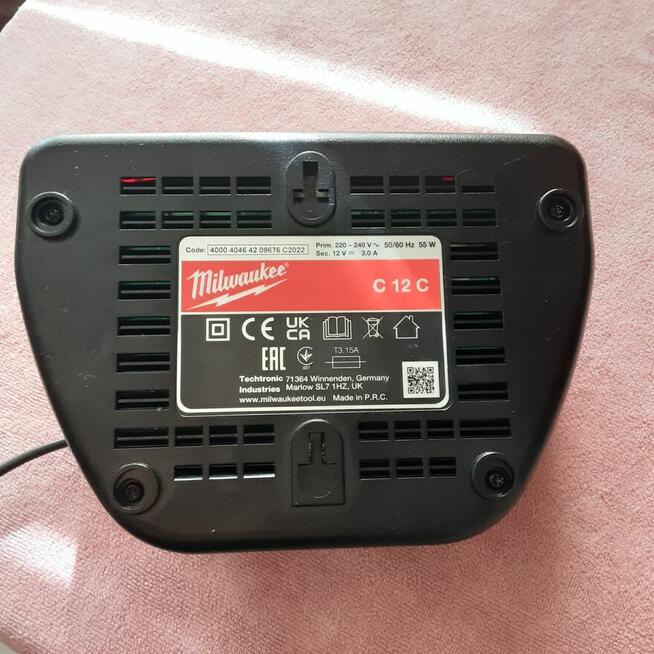 Code: 4000 4046 42 09676 C2022
Prim. 220 – 240 V ~ 50/60 Hz 55 W
Sec. 12 V ⎓ 3.0 A
Milwaukee®
C 12 C
CE UK CA
EAC 001 T3.15A
Techtronic 71364 Winnenden, Germany
Industries Marlow SL7 1HZ, UK
www.milwaukeetool.eu Made in P.R.C.